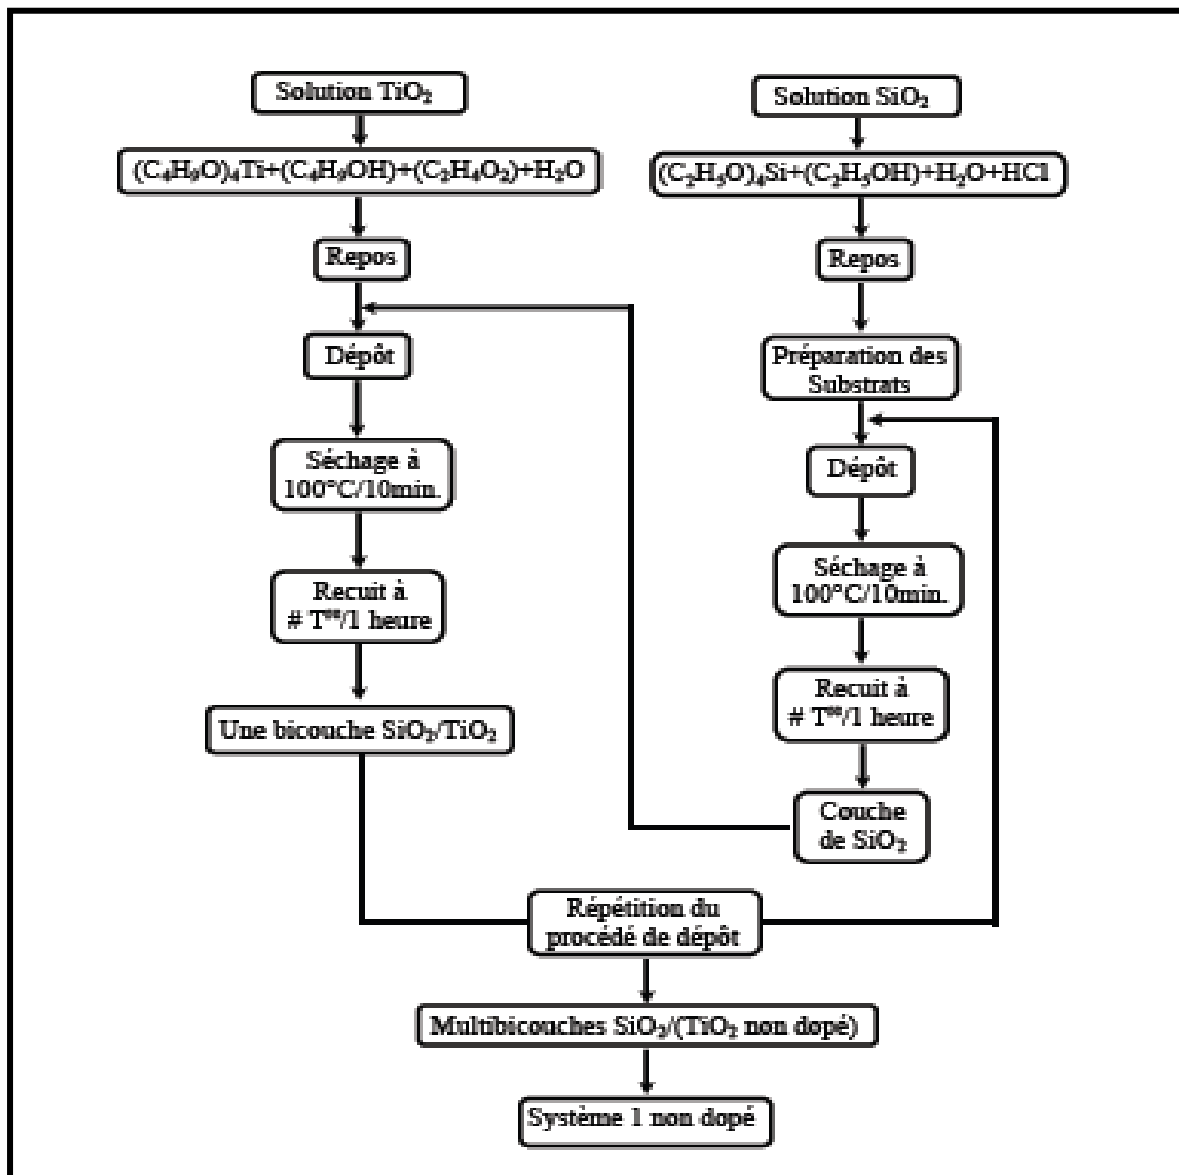 Solution TiO₂
(C₄H₉O)₄Ti+(C₄H₉OH)+(C₂H₄O₂)+H₂O
Repos
Dépôt
Séchage à
100°C/10min.
Recuit à
/1 heure
Une bicouche SiO₂/TiO₂
Solution SiO₂
(C₂H₅O)₄Si+(C₂H₅OH)+H₂O+HCl
Repos
Préparation des
Substrats
Dépôt
Séchage à
100°C/10min.
Recuit à
/1 heure
Couche
de SiO₂
Répétition du
procédé de dépôt
Multibicouches SiO₂/(TiO₂ non dopé)
Système 1 non dopé